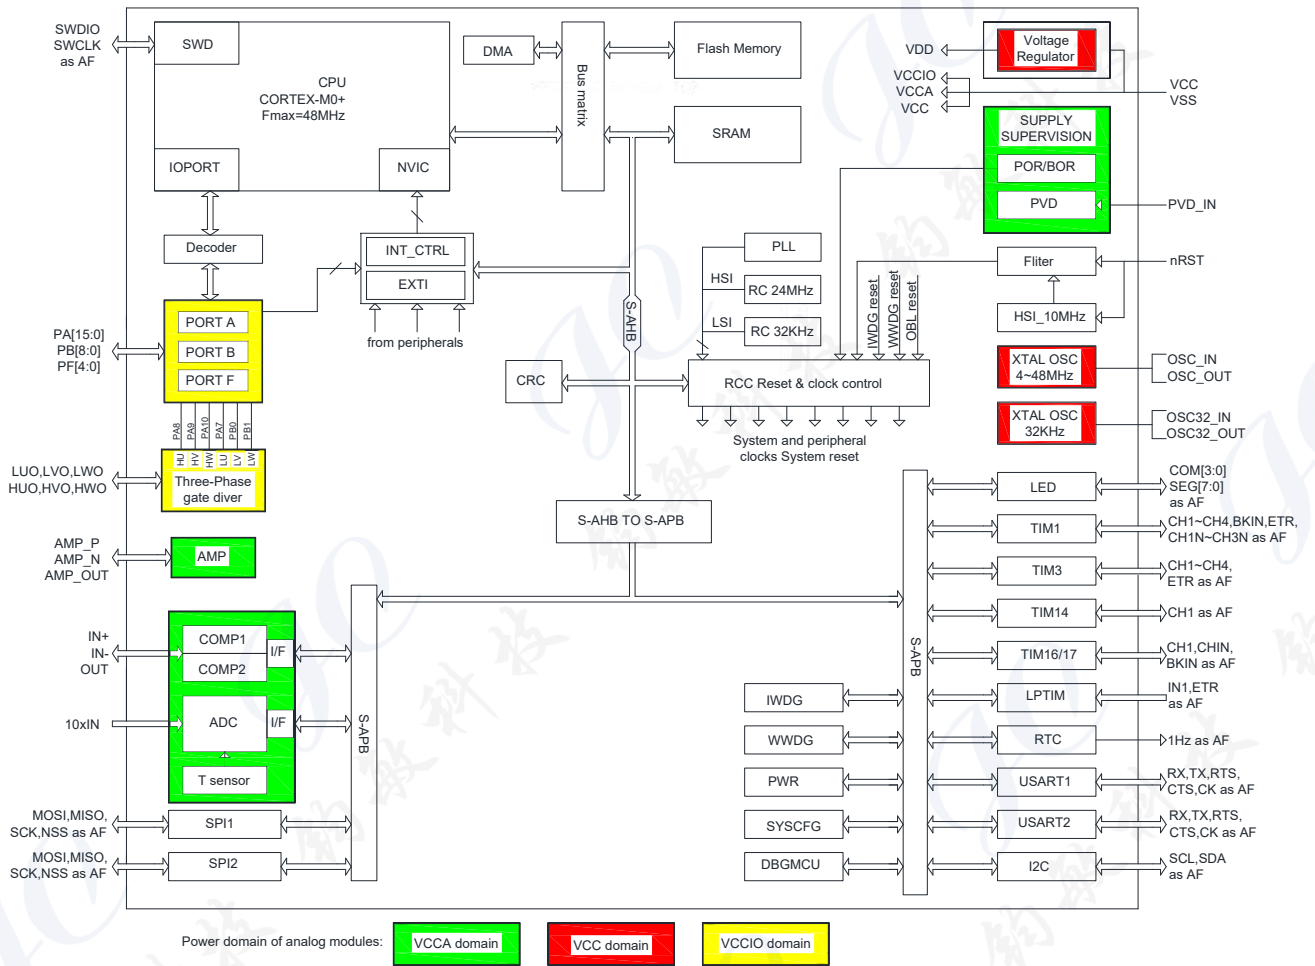 SWDIO
SWCLK
as AF
SWD
CPU
CORTEX-M0+
Fmax=48MHz
IOPORT
NVIC
DMA
Bus matrix
Flash Memory
SRAM
VDD
Voltage
Regulator
VCCIO
VCCA
VCC
VCC
VSS
SUPPLY
SUPERVISION
POR/BOR
PVD
PVD_IN
Decoder
INT_CTRL
EXTI
from peripherals
S-AHB
PLL
HSI
RC 24MHz
LSI
RC 32KHz
IWDG reset
WWDG reset
OBL reset
Fliter
nRST
HSI_10MHz
PA[15:0]
PB[8:0]
PF[4:0]
PORT A
PORT B
PORT F
CRC
RCC Reset & clock control
System and peripheral
clocks System reset
XTAL OSC
4~48MHz
OSC_IN
OSC_OUT
XTAL OSC
32KHz
OSC32_IN
OSC32_OUT
PA8
PA9
PA10
PA7
PB0
PB1
HU
HV
HW
LU
LV
LW
LUO,LVO,LWO
HUO,HVO,HWO
Three-Phase
gate diver
S-AHB TO S-APB
AMP_P
AMP_N
AMP_OUT
AMP
IN+
IN-
OUT
COMP1
COMP2
I/F
10xIN
ADC
I/F
T sensor
MOSI,MISO,
SCK,NSS as AF
SPI1
MOSI,MISO,
SCK,NSS as AF
SPI2
S-APB
S-APB
IWDG
WWDG
PWR
SYSCFG
DBGMCU
LED
COM[3:0]
SEG[7:0]
as AF
TIM1
CH1~CH4,BKIN,ETR,
CH1N~CH3N as AF
TIM3
CH1~CH4,
ETR as AF
TIM14
CH1 as AF
TIM16/17
CH1,CHIN,
BKIN as AF
LPTIM
IN1,ETR
as AF
RTC
1Hz as AF
USART1
RX,TX,RTS,
CTS,CK as AF
USART2
RX,TX,RTS,
CTS,CK as AF
I2C
SCL,SDA
as AF
Power domain of analog modules:
VCCA domain
VCC domain
VCCIO domain